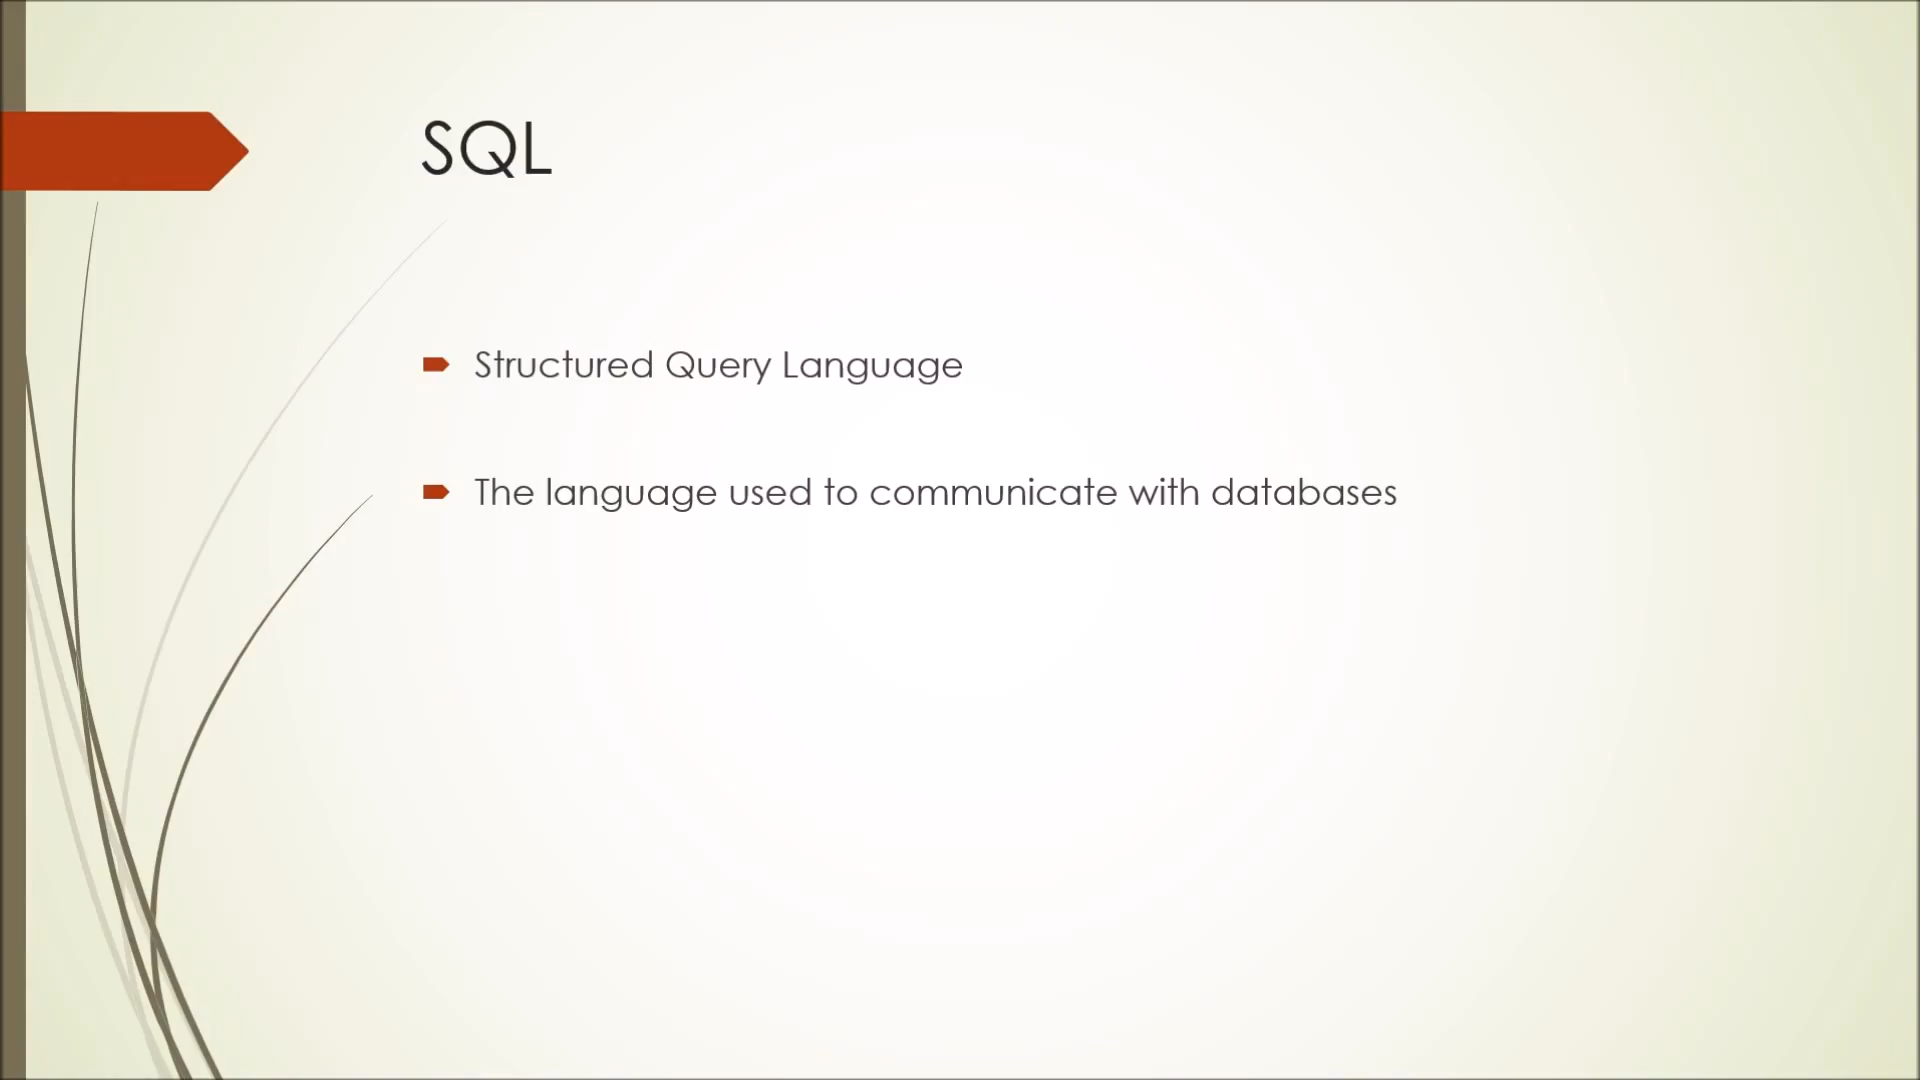 SQL
Structured Query Language
The language used to communicate with databases